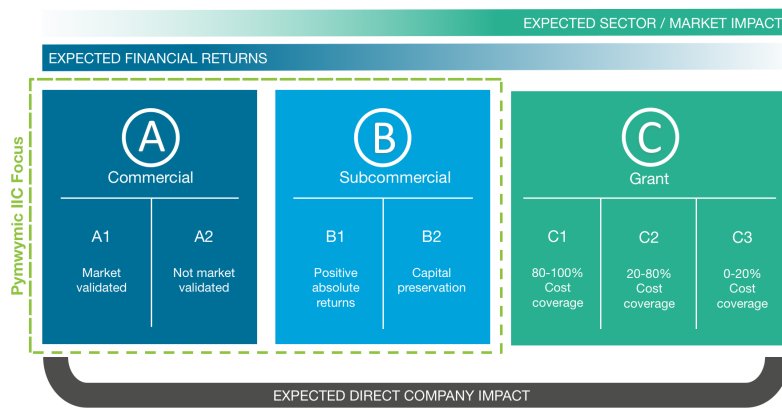 EXPECTED SECTOR / MARKET IMPACT
EXPECTED FINANCIAL RETURNS
Pymwymic IIC Focus
A
Commercial
A1
Market
validated
A2
Not market
validated
B
Subcommercial
B1
Positive
absolute
returns
B2
Capital
preservation
C
Grant
C1
80-100%
Cost
coverage
C2
20-80%
Cost
coverage
C3
0-20%
Cost
coverage
EXPECTED DIRECT COMPANY IMPACT